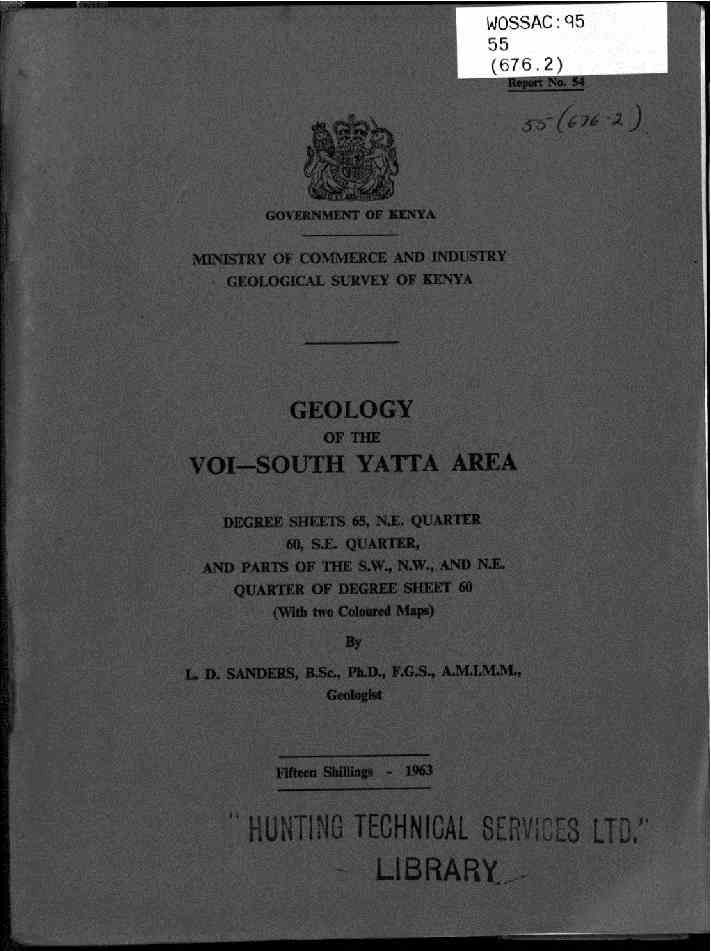 WOSSAC:95
55
(676.2)
Report No. 54
55 (676-2)
GOVERNMENT OF KENYA
MINISTRY OF COMMERCE AND INDUSTRY
GEOLOGICAL SURVEY OF KENYA
GEOLOGY
OF THE
VOI—SOUTH YATTA AREA
DEGREE SHEETS 65, N.E. QUARTER
60, S.E. QUARTER,
AND PARTS OF THE S.W., N.W., AND N.E.
QUARTER OF DEGREE SHEET 60
(With two Coloured Maps)
By
L. D. SANDERS, B.Sc., Ph.D., F.G.S., A.M.I.M.M.,
Geologist
Fifteen Shillings - 1963
"HUNTING TECHNICAL SERVICES LTD."
LIBRARY